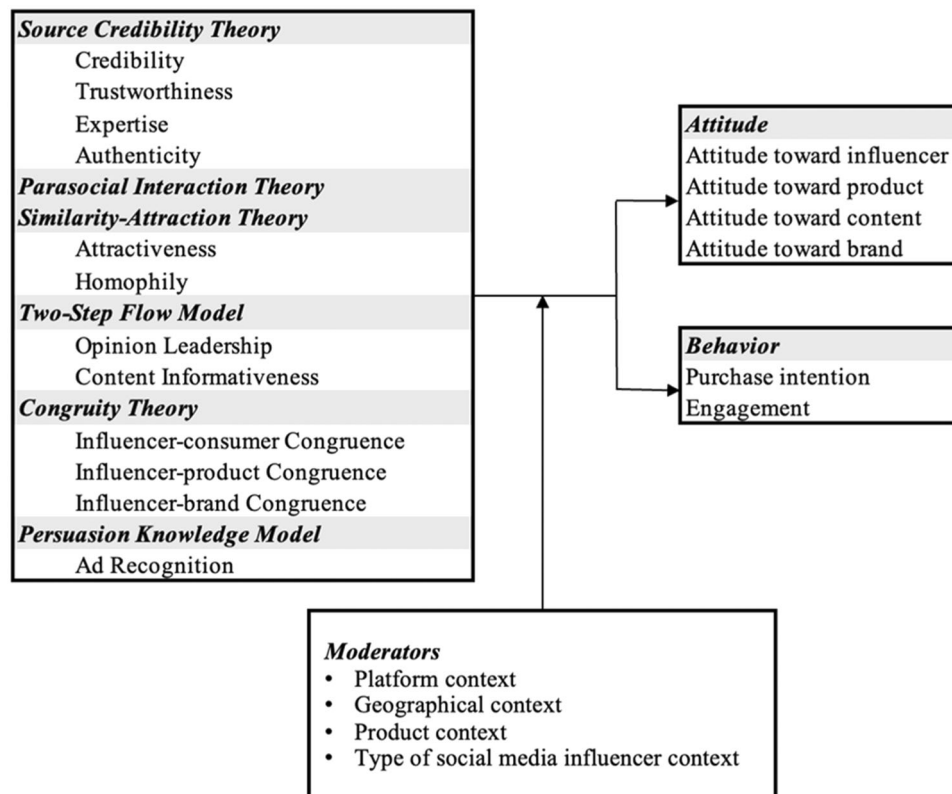 Source Credibility Theory
Credibility
Trustworthiness
Expertise
Authenticity
Parasocial Interaction Theory
Similarity-Attraction Theory
Attractiveness
Homophily
Two-Step Flow Model
Opinion Leadership
Content Informativeness
Congruity Theory
Influencer-consumer Congruence
Influencer-product Congruence
Influencer-brand Congruence
Persuasion Knowledge Model
Ad Recognition
Attitude
Attitude toward influencer
Attitude toward product
Attitude toward content
Attitude toward brand
Behavior
Purchase intention
Engagement
Moderators
• Platform context
• Geographical context
• Product context
• Type of social media influencer context